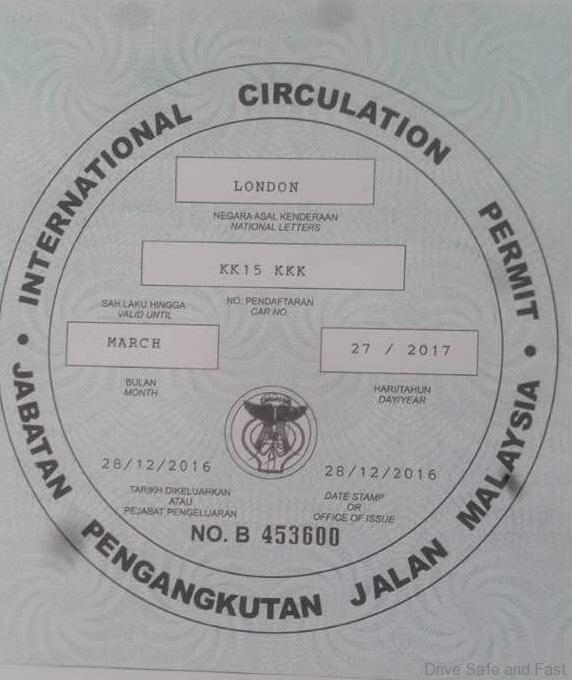 INTERNATIONAL CIRCULATION PERMIT
LONDON
NEGARA ASAL KENDERAAN
NATIONAL LETTERS
KK15 KKK
NO. PENDAFTARAN
CAR NO
SAH LAKU HINGGA
VALID UNTIL
MARCH
27 / 2017
BULAN
MONTH
HARI/TAHUN
DAY/YEAR
28/12/2016
28/12/2016
TARIKH DIKELUARKAN
ATAU
PEJABAT PENGELUARAN
DATE STAMP
OR
OFFICE OF ISSUE
NO. B 453600
• JABATAN PENGANGKUTAN JALAN MALAYSIA •
Drive Safe and Fast